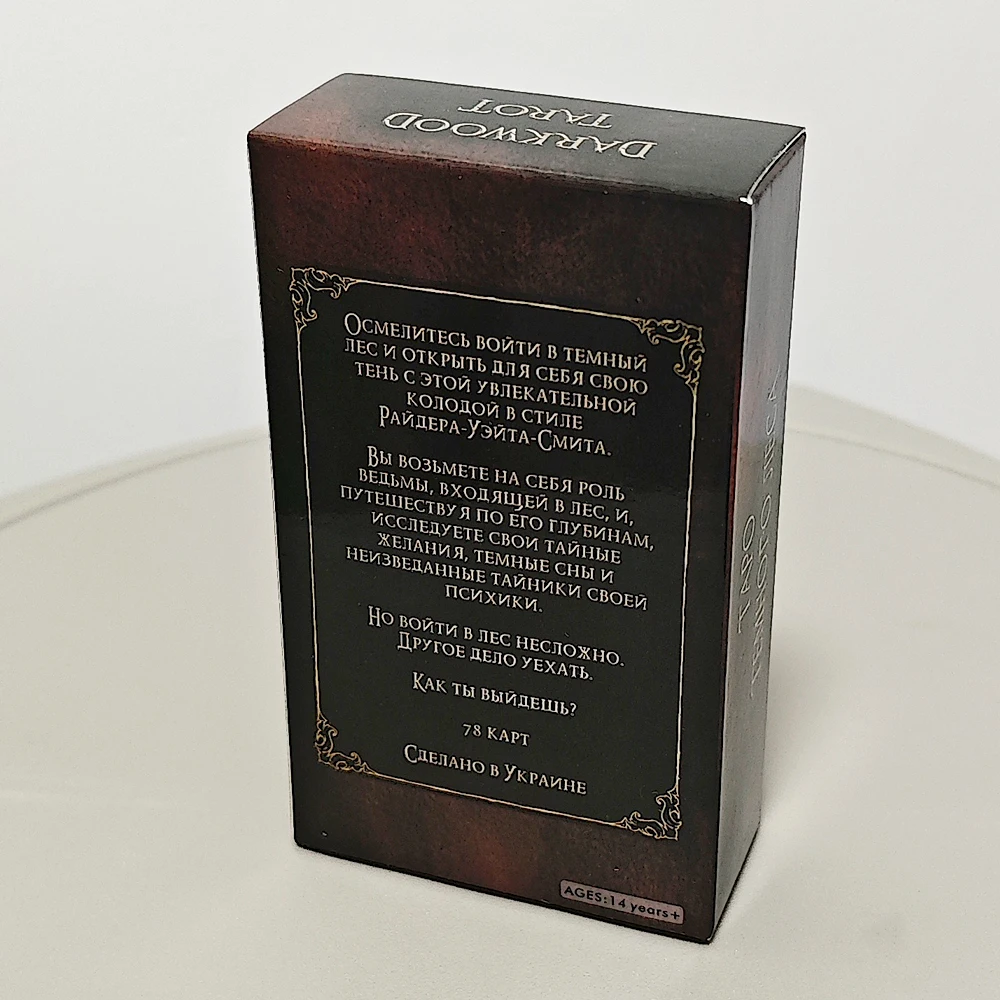 DARKWOOD
TAROT
Осмелитесь войти в темный
лес и открыть для себя свою
тень с этой увлекательной
колодой в стиле
Райдера-Уэйта-Смита.
Вы возьмете на себя роль
ведьмы, входящей в лес, и,
путешествуя по его глубинам,
исследуете свои тайные
желания, темные сны и
неизведанные тайники своей
психики.
Но войти в лес несложно.
Другое дело уехать.
Как ты выйдешь?
78 карт
Сделано в Украине
AGES:14 years+
ТАРО
ТЕМНОГО ЛЕСА